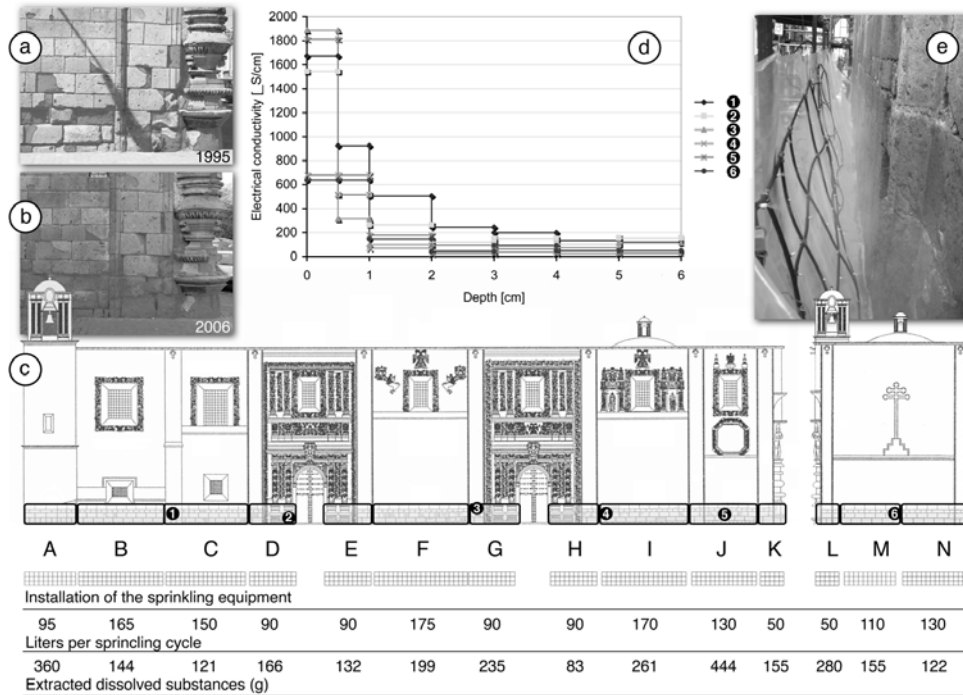 a
1995
b
2006
Electrical conductivity [_S/cm]
2000
1800
1600
1400
1200
1000
800
600
400
200
0
0 1 2 3 4 5 6
Depth [cm]
d
1
2
3
4
5
6
e
c
1 2 3 4 5 6
A B C D E F G H I J K L M N
Installation of the sprinkling equipment
95 165 150 90 90 175 90 90 170 130 50 50 110 130
Liters per sprincling cycle
360 144 121 166 132 199 235 83 261 444 155 280 155 122
Extracted dissolved substances (g)